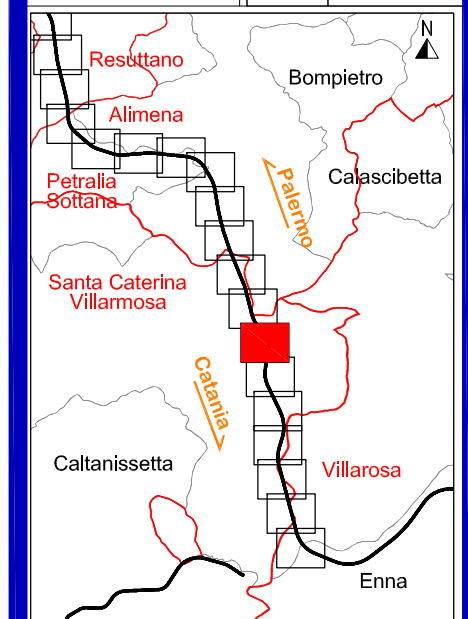 N
Resuttano
Bompietro
Alimena
Petralia
Sottana
Palermo
Calascibetta
Santa Caterina
Villarmosa
Catania
Caltanissetta
Villarosa
Enna